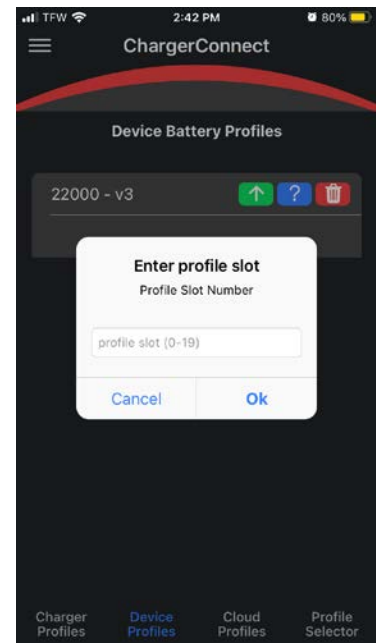 TFW 2:42 PM 80%
ChargerConnect
Device Battery Profiles
22000 - v3 ?
Enter profile slot
Profile Slot Number
profile slot (0-19)
Cancel Ok
Charger Profiles Device Profiles Cloud Profiles Profile Selector